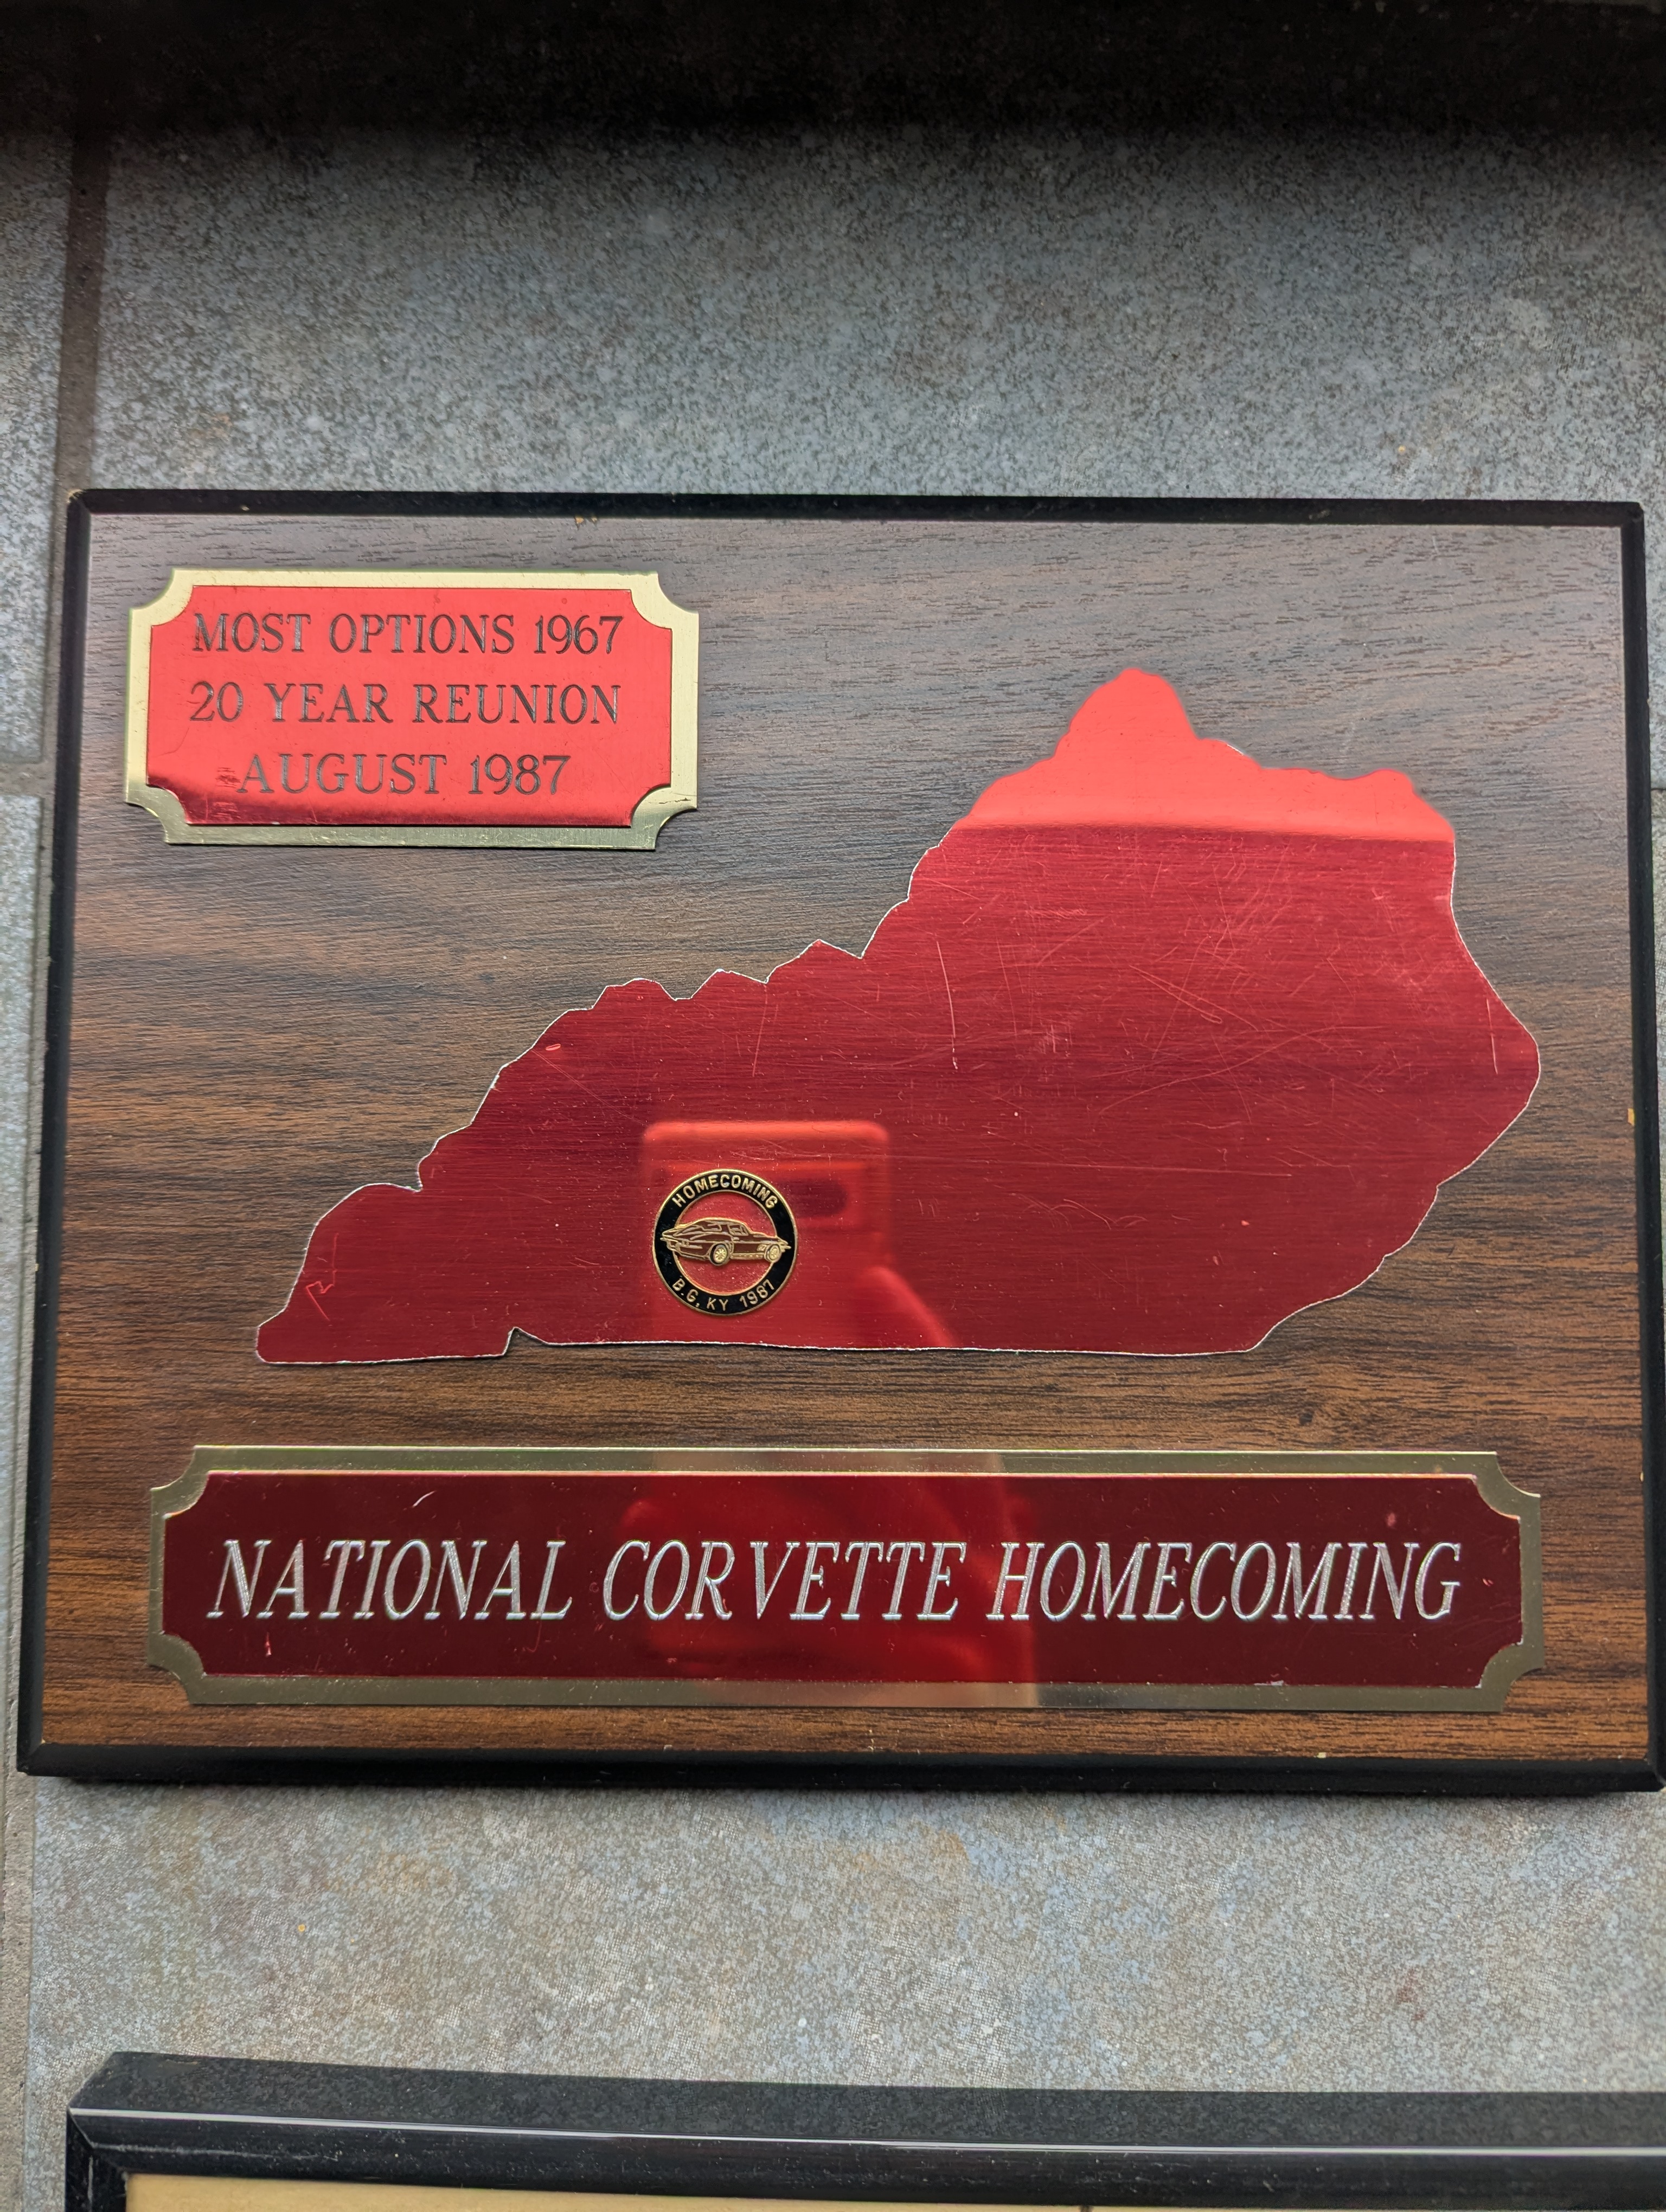 MOST OPTIONS 1967
20 YEAR REUNION
AUGUST 1987
HOMECOMING
B.G, KY 1987
NATIONAL CORVETTE HOMECOMING